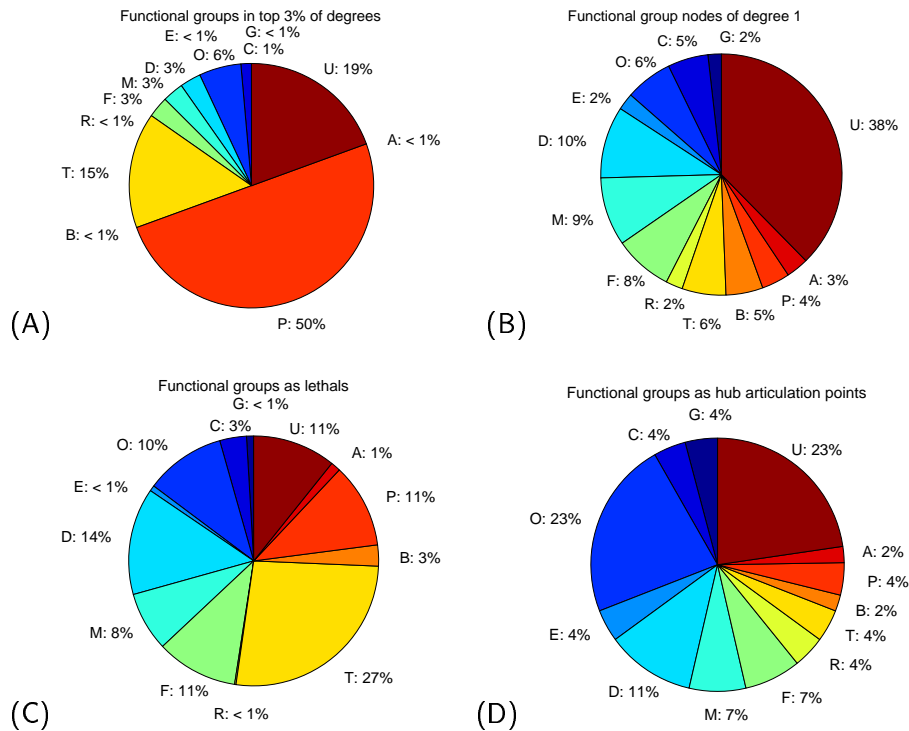 Functional groups in top 3% of degrees
E: < 1%
G: < 1%
O: 6%
C: 1%
D: 3%
U: 19%
M: 3%
F: 3%
R: < 1%
A: < 1%
T: 15%
B: < 1%
P: 50%
(A)
Functional group nodes of degree 1
G: 2%
C: 5%
O: 6%
E: 2%
U: 38%
D: 10%
M: 9%
F: 8%
A: 3%
R: 2%
P: 4%
B: 5%
T: 6%
(B)
Functional groups as lethals
G: < 1%
C: 3%
U: 11%
O: 10%
A: 1%
E: < 1%
P: 11%
D: 14%
B: 3%
M: 8%
T: 27%
F: 11%
R: < 1%
(C)
Functional groups as hub articulation points
G: 4%
C: 4%
U: 23%
O: 23%
A: 2%
P: 4%
B: 2%
E: 4%
T: 4%
R: 4%
D: 11%
F: 7%
M: 7%
(D)